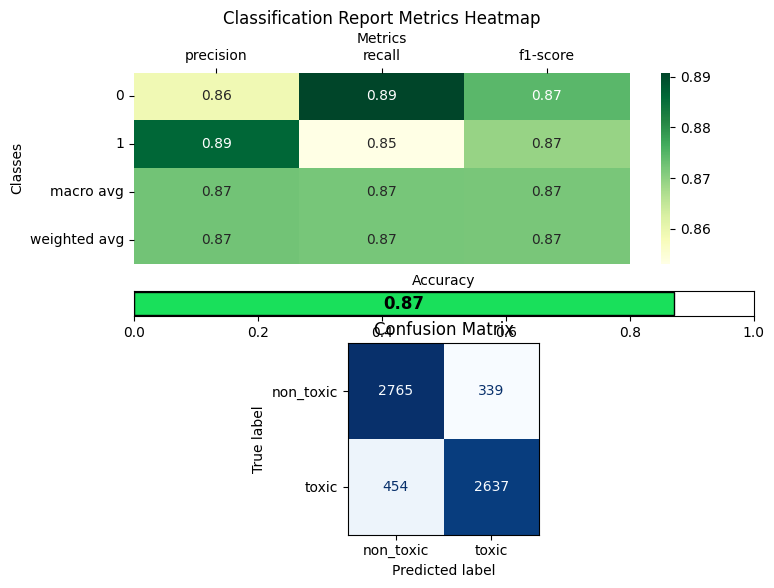 Classification Report Metrics Heatmap
Metrics
precision recall f1-score
Classes
0 0.86 0.89 0.87
1 0.89 0.85 0.87
macro avg 0.87 0.87 0.87
weighted avg 0.87 0.87 0.87
0.89
0.88
0.87
0.86
Accuracy
0.87
0.0 0.2 0.4 0.6 0.8 1.0
Confusion Matrix
True label
non_toxic 2765 339
toxic 454 2637
non_toxic toxic
Predicted label